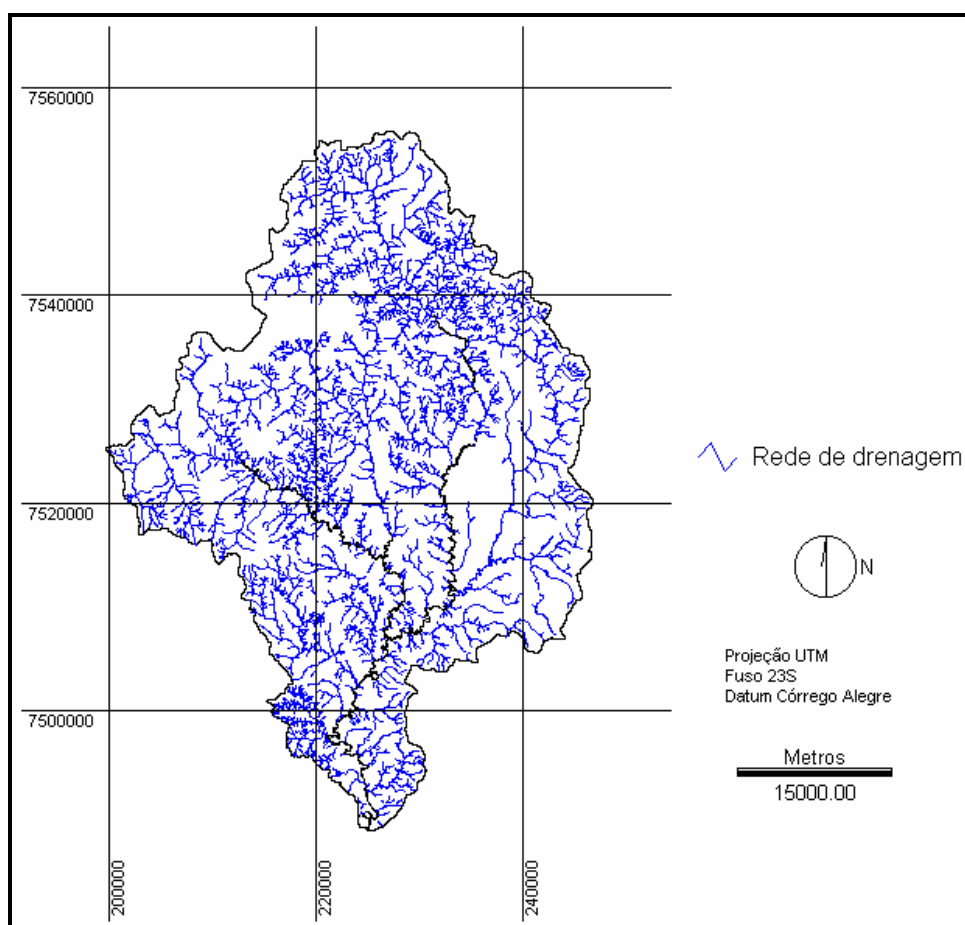 7560000
7540000
7520000
7500000
200000
220000
240000
Rede de drenagem
N
Projeção UTM
Fuso 23S
Datum Córrego Alegre
Metros
15000.00